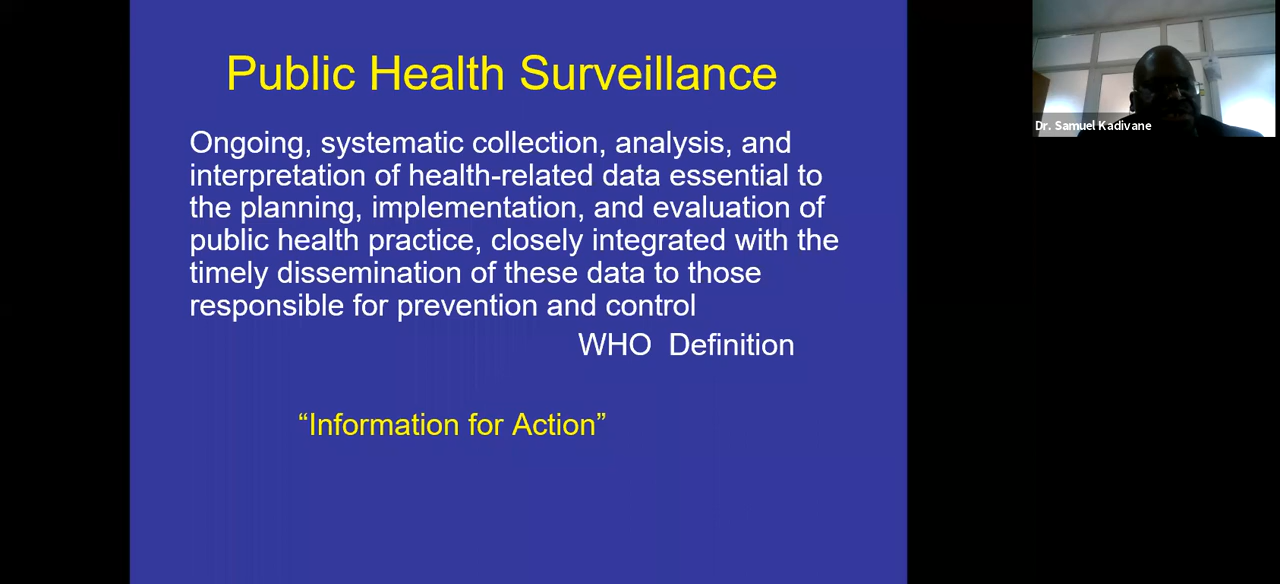 Public Health Surveillance
Ongoing, systematic collection, analysis, and
interpretation of health-related data essential to
the planning, implementation, and evaluation of
public health practice, closely integrated with the
timely dissemination of these data to those
responsible for prevention and control
WHO Definition
“Information for Action”
Dr. Samuel Kadivane